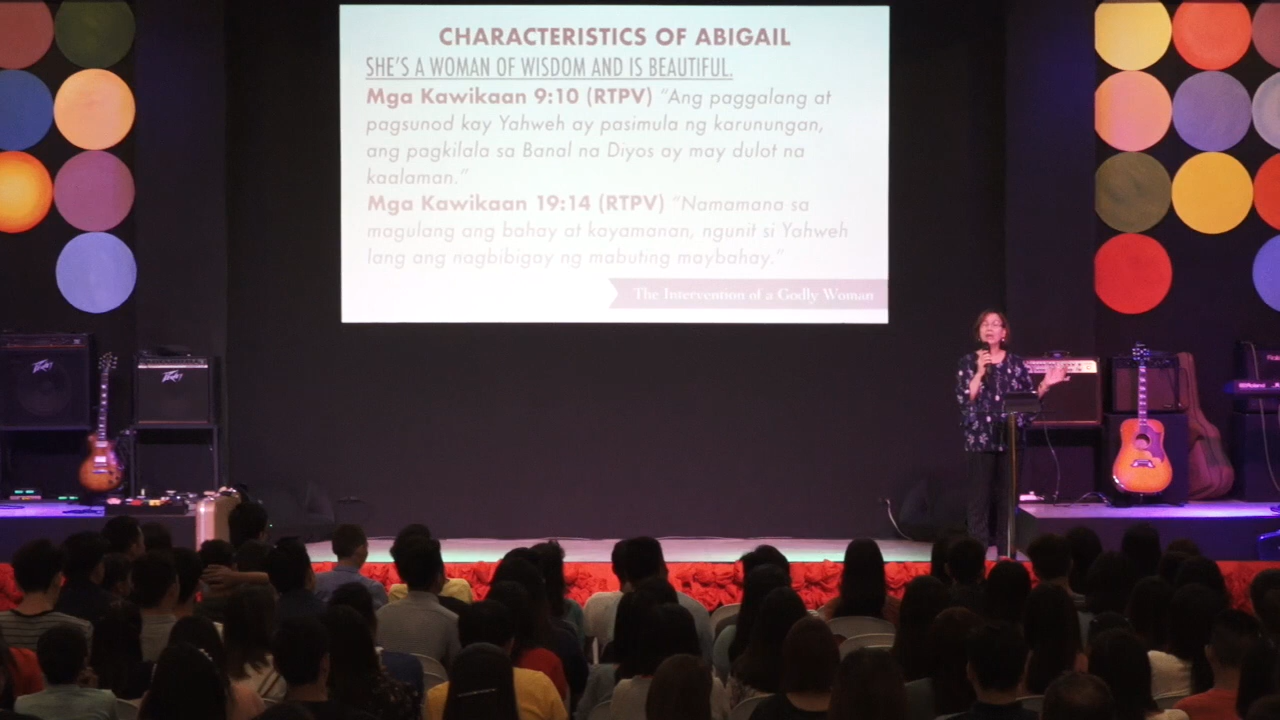 CHARACTERISTICS OF ABIGAIL
SHE'S A WOMAN OF WISDOM AND IS BEAUTIFUL.
Mga Kawikaan 9:10 (RTPV) “Ang paggalang at
pagsunod kay Yahweh ay pasimula ng karunungan,
ang pagkilala sa Banal na Diyos ay may dulot na
kaalaman.”
Mga Kawikaan 19:14 (RTPV) “Namamana sa
magulang ang bahay at kayamanan, ngunit si Yahweh
lang ang nagbibigay ng mabuting maybahay.”
The Intervention of a Godly Woman
Peavey
Peavey
Roland